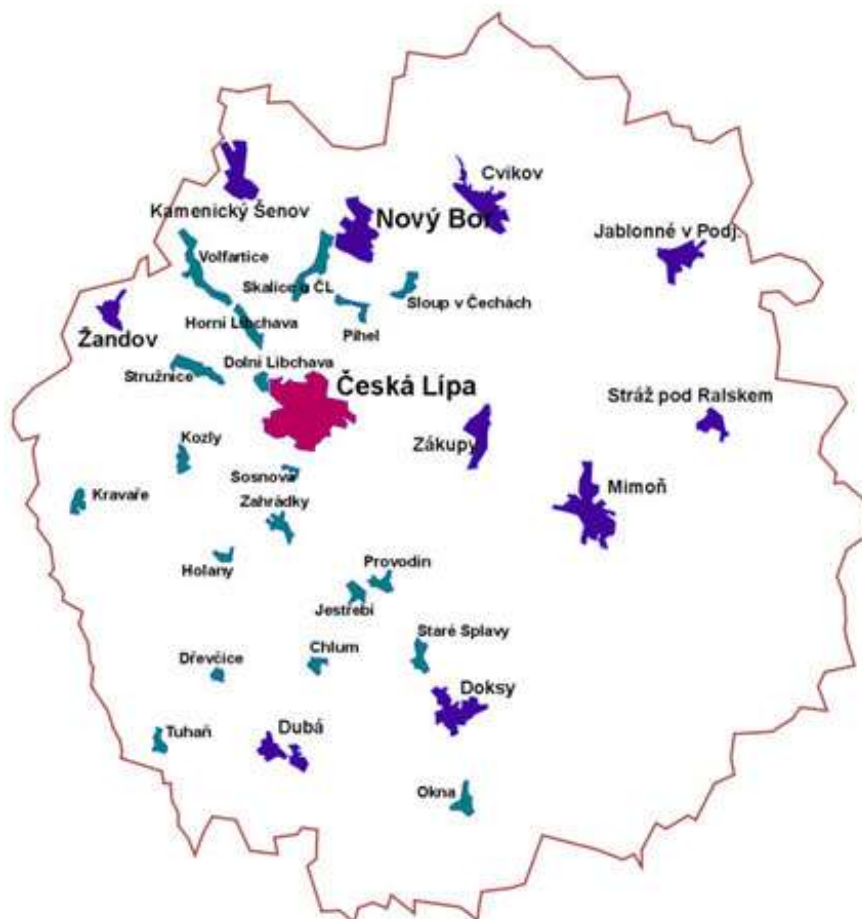 Cvikov
Kamenický Šenov
Nový Bor
Jablonné v Podj.
Volfartice
Skalice u ČL
Sloup v Čechách
Horní Libchava
Pihel
Žandov
Dolní Libchava
Stružnice
Česká Lípa
Stráž pod Ralskem
Kozly
Zákupy
Sosnová
Mimoň
Kravaře
Zahrádky
Provodín
Holany
Jestřebí
Staré Splavy
Chlum
Dřevčice
Doksy
Tuhaň
Dubá
Okna